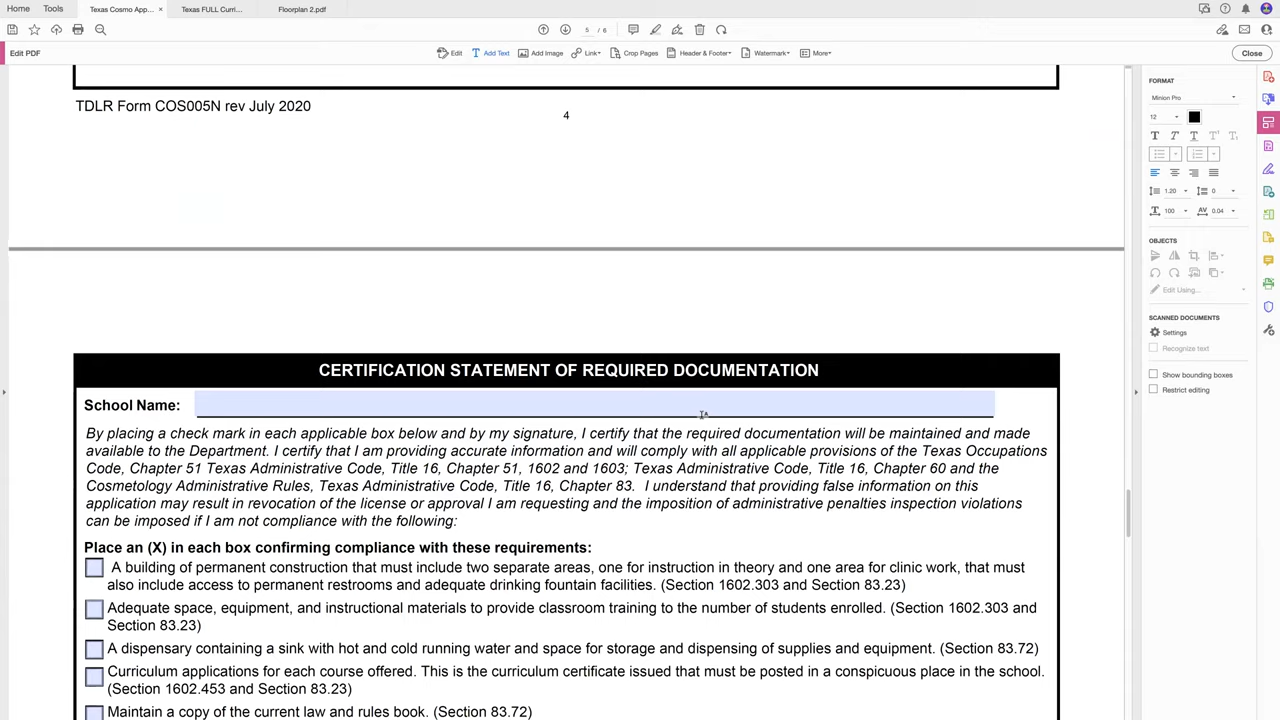 Home Tools Texas Cosmo App... × Texas FULL Curri... Floorplan 2.pdf
5 / 6
Edit PDF Edit Add Text Add Image Link Crop Pages Header & Footer Watermark More Close
TDLR Form COS005N rev July 2020
4
CERTIFICATION STATEMENT OF REQUIRED DOCUMENTATION
School Name:
By placing a check mark in each applicable box below and by my signature, I certify that the required documentation will be maintained and made
available to the Department. I certify that I am providing accurate information and will comply with all applicable provisions of the Texas Occupations
Code, Chapter 51 Texas Administrative Code, Title 16, Chapter 51, 1602 and 1603; Texas Administrative Code, Title 16, Chapter 60 and the
Cosmetology Administrative Rules, Texas Administrative Code, Title 16, Chapter 83. I understand that providing false information on this
application may result in revocation of the license or approval I am requesting and the imposition of administrative penalties inspection violations
can be imposed if I am not compliance with the following:
Place an (X) in each box confirming compliance with these requirements:
A building of permanent construction that must include two separate areas, one for instruction in theory and one area for clinic work, that must
also include access to permanent restrooms and adequate drinking fountain facilities. (Section 1602.303 and Section 83.23)
Adequate space, equipment, and instructional materials to provide classroom training to the number of students enrolled. (Section 1602.303 and
Section 83.23)
A dispensary containing a sink with hot and cold running water and space for storage and dispensing of supplies and equipment. (Section 83.72)
Curriculum applications for each course offered. This is the curriculum certificate issued that must be posted in a conspicuous place in the school.
(Section 1602.453 and Section 83.23)
Maintain a copy of the current law and rules book. (Section 83.72)
FORMAT
Minion Pro
12
1.20 0
100 0.04
OBJECTS
Edit Using...
SCANNED DOCUMENTS
Settings
Recognize text
Show bounding boxes
Restrict editing